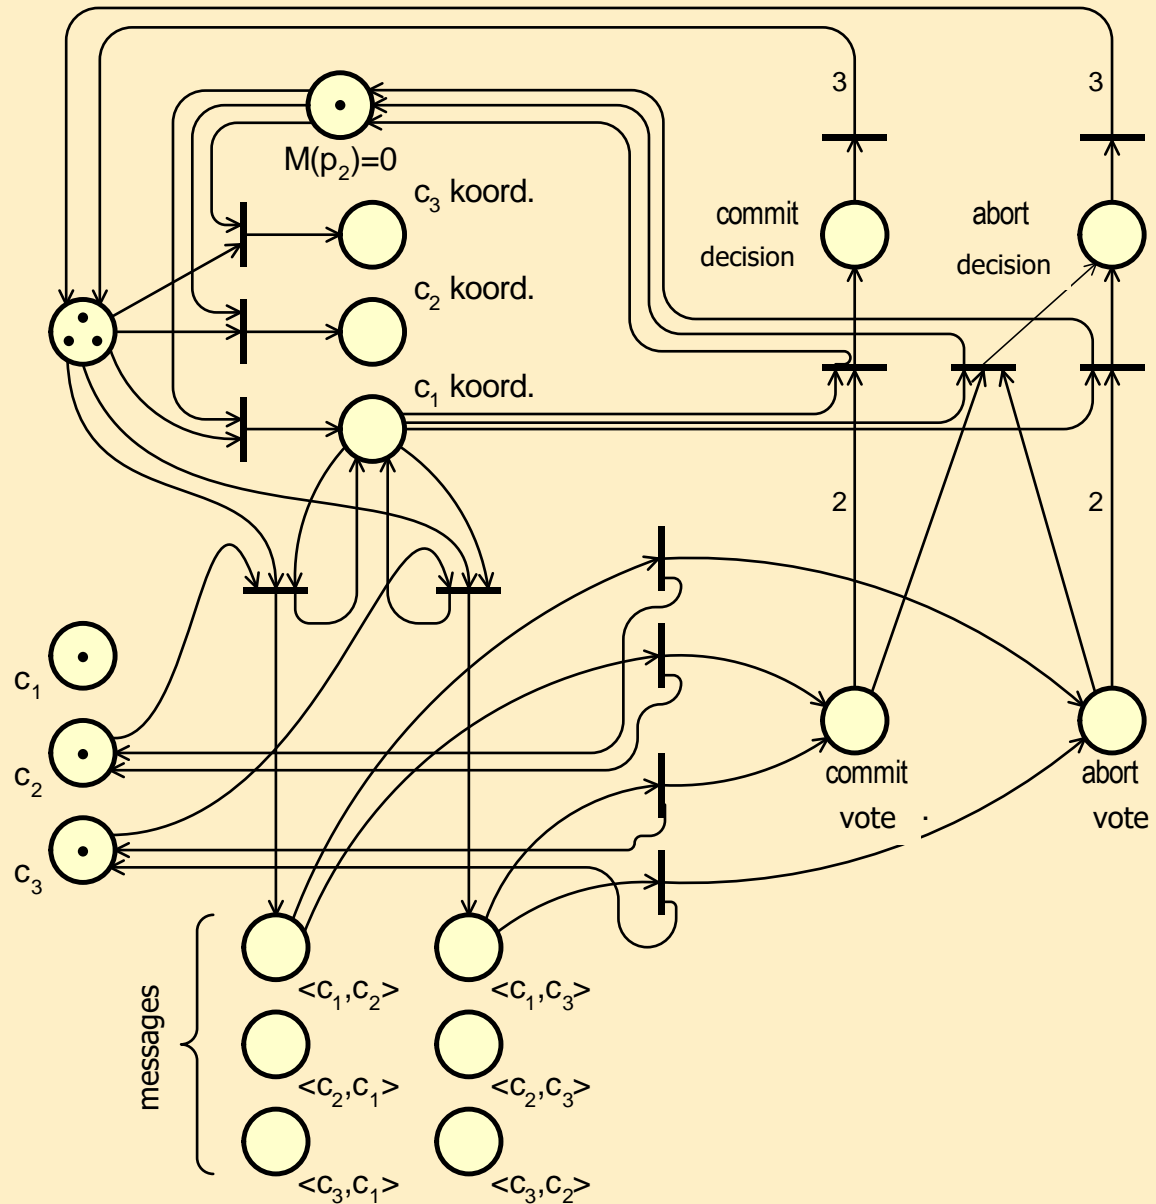 3
3
M(p₂)=0
c₃ koord.
commit
decision
abort
decision
c₂ koord.
c₁ koord.
2
2
c₁
c₂
commit
vote
abort
vote
c₃
messages
<c₁,c₂>
<c₁,c₃>
<c₂,c₁>
<c₂,c₃>
<c₃,c₁>
<c₃,c₂>